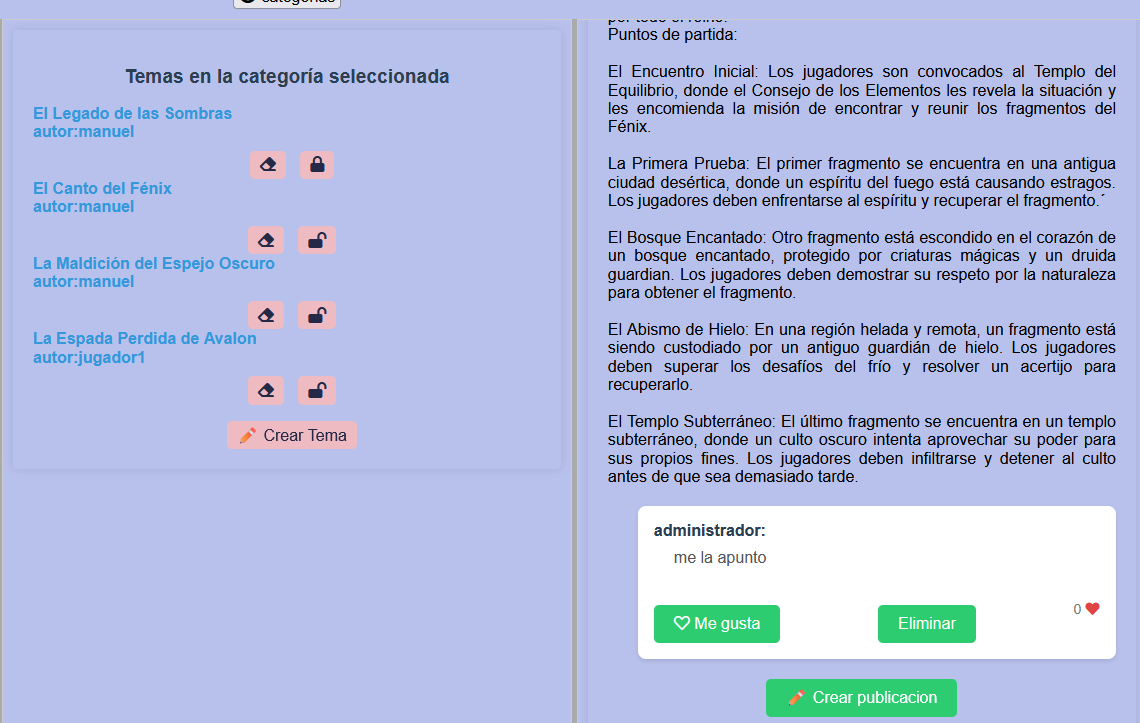 categorías
Temas en la categoría seleccionada
El Legado de las Sombras
autor:manuel
El Canto del Fénix
autor:manuel
La Maldición del Espejo Oscuro
autor:manuel
La Espada Perdida de Avalon
autor:jugador1
Crear Tema
por todo el reino.
Puntos de partida:
El Encuentro Inicial: Los jugadores son convocados al Templo del
Equilibrio, donde el Consejo de los Elementos les revela la situación y
les encomienda la misión de encontrar y reunir los fragmentos del
Fénix.
La Primera Prueba: El primer fragmento se encuentra en una antigua
ciudad desértica, donde un espíritu del fuego está causando estragos.
Los jugadores deben enfrentarse al espíritu y recuperar el fragmento.´
El Bosque Encantado: Otro fragmento está escondido en el corazón de
un bosque encantado, protegido por criaturas mágicas y un druida
guardian. Los jugadores deben demostrar su respeto por la naturaleza
para obtener el fragmento.
El Abismo de Hielo: En una región helada y remota, un fragmento está
siendo custodiado por un antiguo guardián de hielo. Los jugadores
deben superar los desafíos del frío y resolver un acertijo para
recuperarlo.
El Templo Subterráneo: El último fragmento se encuentra en un templo
subterráneo, donde un culto oscuro intenta aprovechar su poder para
sus propios fines. Los jugadores deben infiltrarse y detener al culto
antes de que sea demasiado tarde.
administrador:
me la apunto
0
Me gusta
Eliminar
Crear publicacion